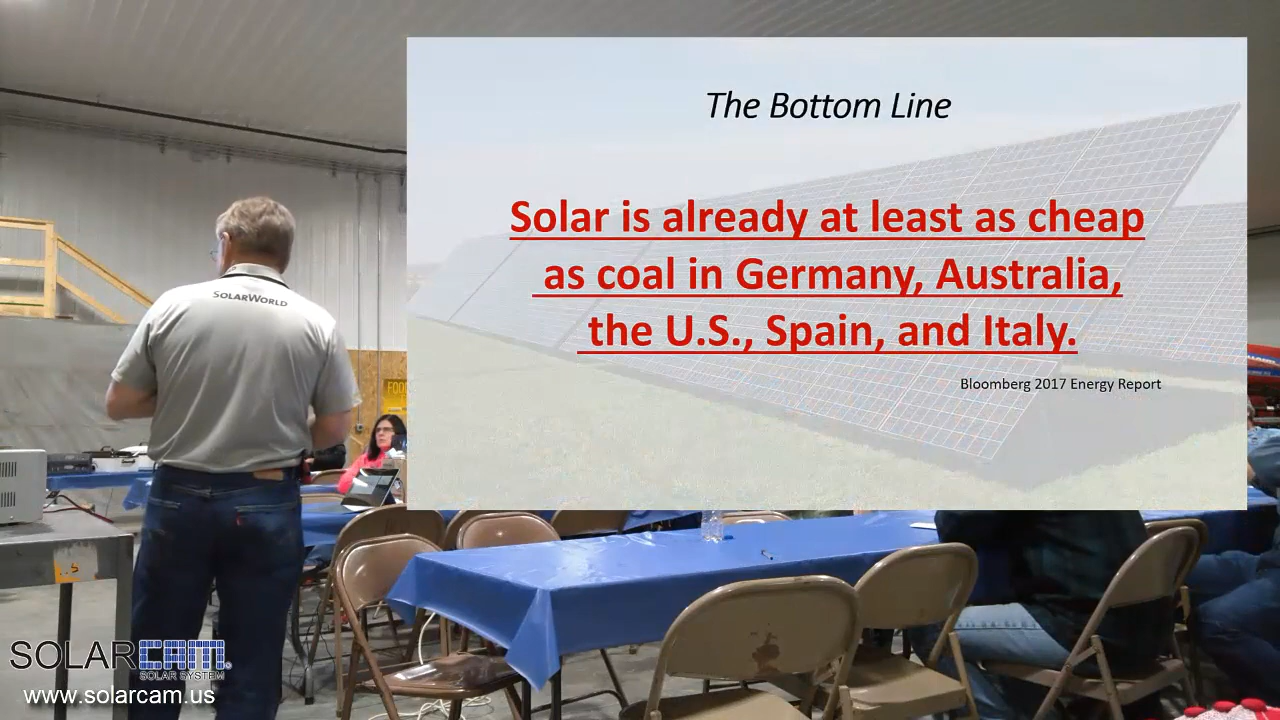 The Bottom Line
Solar is already at least as cheap
as coal in Germany, Australia,
the U.S., Spain, and Italy.
Bloomberg 2017 Energy Report
SOLARWORLD
FOOD
SOLARCAM
SOLAR SYSTEM
www.solarcam.us